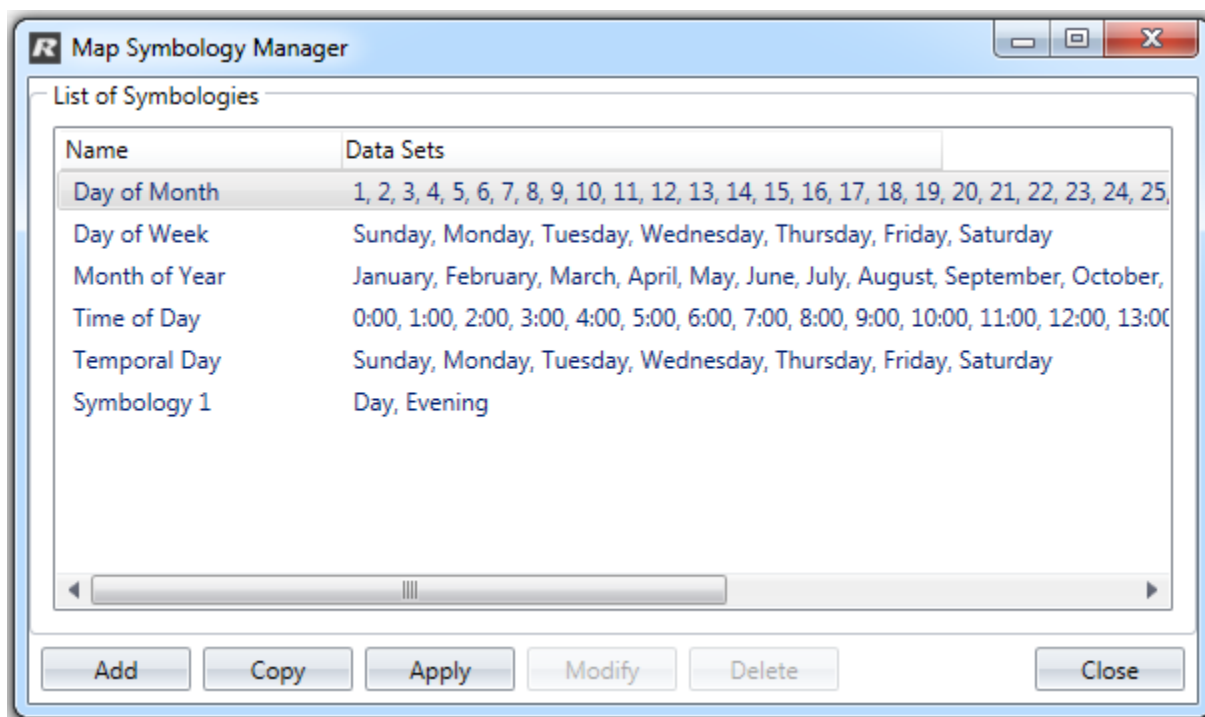 Map Symbology Manager
List of Symbologies
Name Data Sets
Day of Month 1, 2, 3, 4, 5, 6, 7, 8, 9, 10, 11, 12, 13, 14, 15, 16, 17, 18, 19, 20, 21, 22, 23, 24, 25,
Day of Week Sunday, Monday, Tuesday, Wednesday, Thursday, Friday, Saturday
Month of Year January, February, March, April, May, June, July, August, September, October,
Time of Day 0:00, 1:00, 2:00, 3:00, 4:00, 5:00, 6:00, 7:00, 8:00, 9:00, 10:00, 11:00, 12:00, 13:00
Temporal Day Sunday, Monday, Tuesday, Wednesday, Thursday, Friday, Saturday
Symbology 1 Day, Evening
Add Copy Apply Modify Delete Close